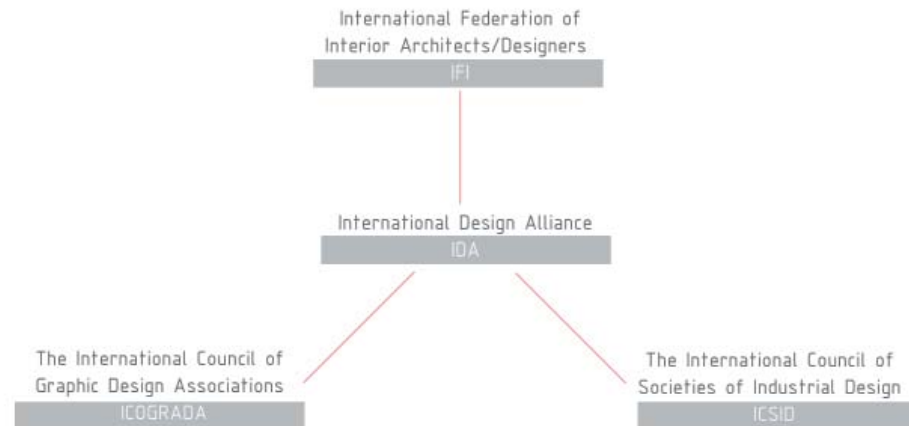 International Federation of
Interior Architects/Designers
IFI
International Design Alliance
IDA
The International Council of
Graphic Design Associations
ICOGRADA
The International Council of
Societies of Industrial Design
ICSID